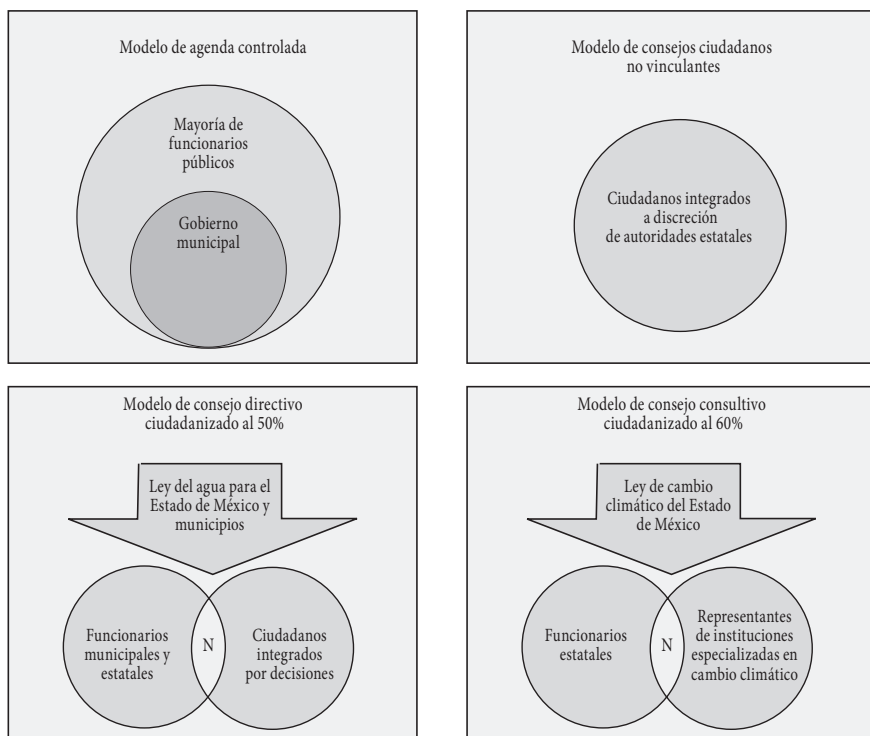 Modelo de agenda controlada
Mayoría de
funcionarios
públicos
Gobierno
municipal
Modelo de consejos ciudadanos
no vinculantes
Ciudadanos integrados
a discreción
de autoridades estatales
Modelo de consejo directivo
ciudadanizado al 50%
Ley del agua para el
Estado de México y
municipios
Funcionarios
municipales y
estatales
N
Ciudadanos
integrados
por decisiones
Modelo de consejo consultivo
ciudadanizado al 60%
Ley de cambio
climático del Estado
de México
Funcionarios
estatales
N
Representantes
de instituciones
especializadas en
cambio climático